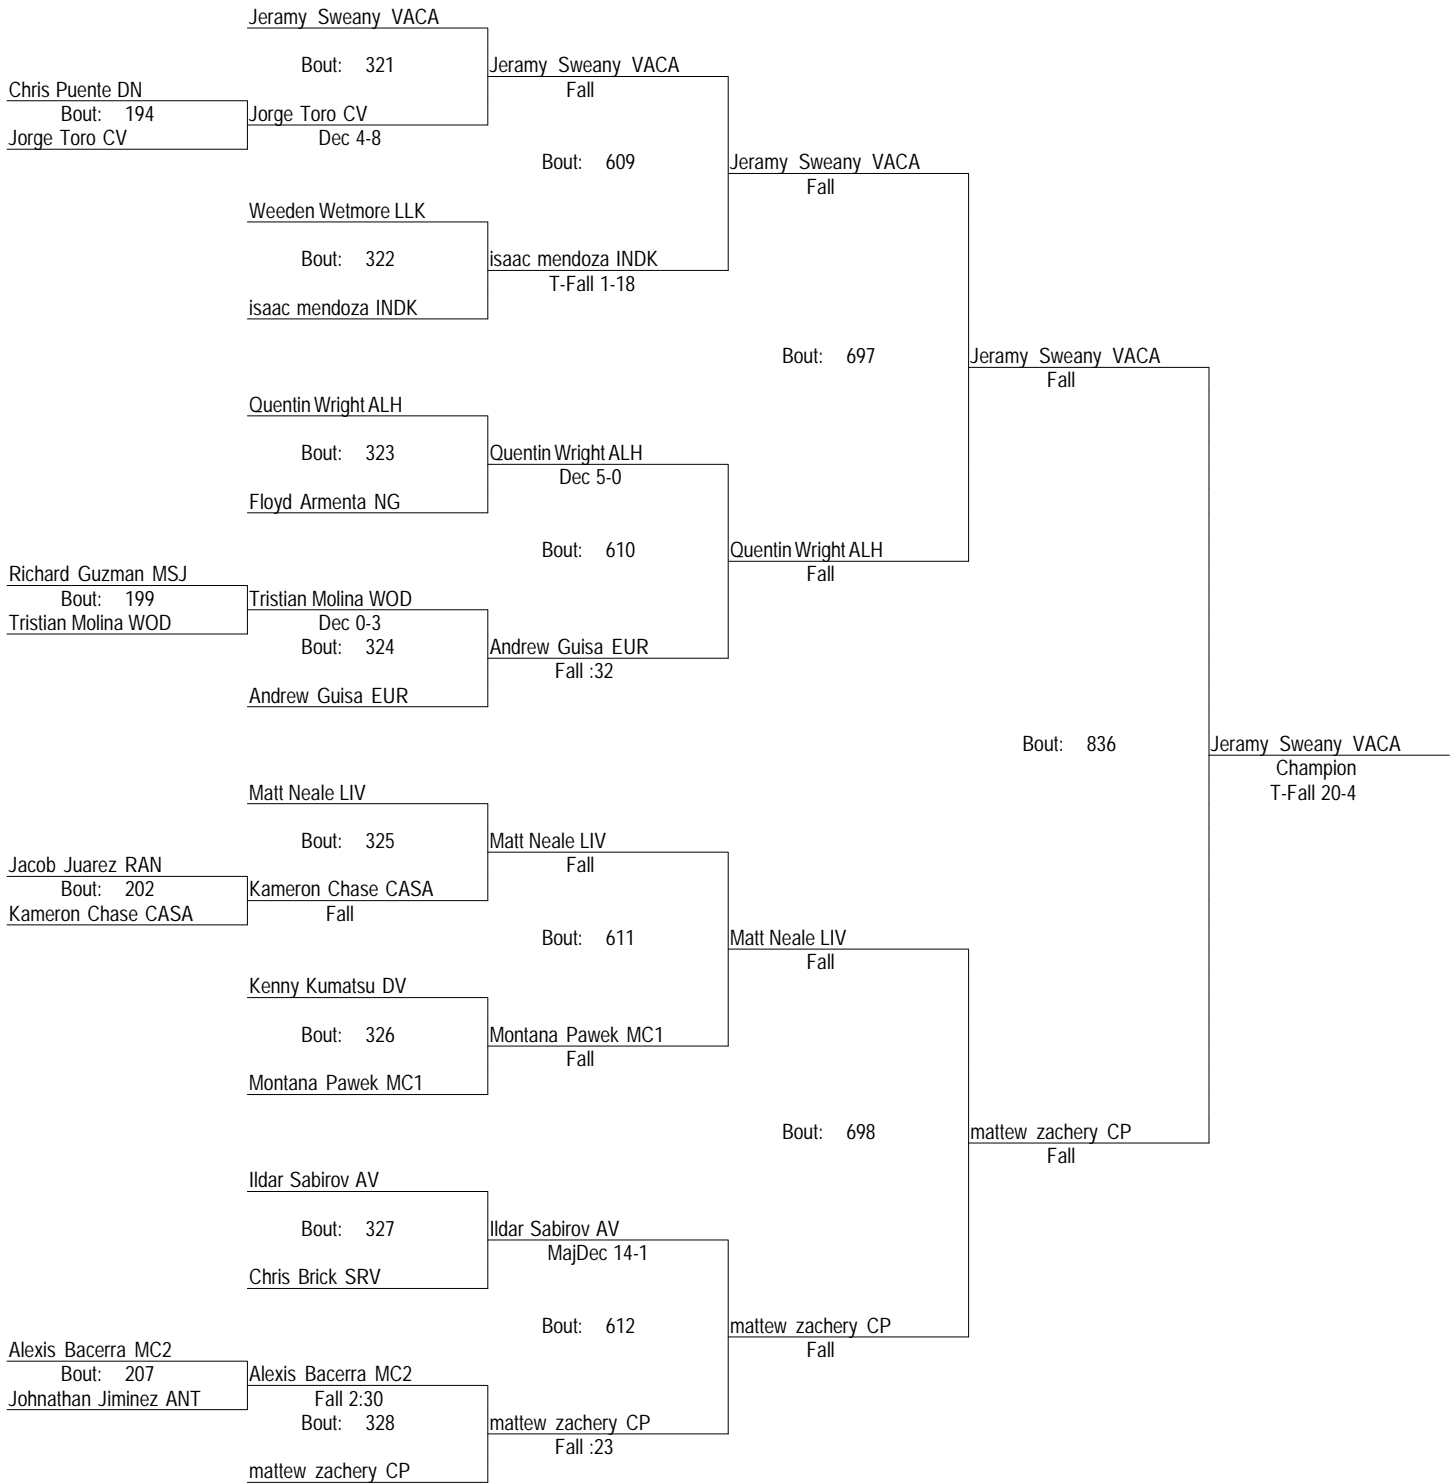 Jeramy Sweany VACA
Bout: 321
Jeramy Sweany VACA
Fall
Chris Puente DN
Bout: 194
Jorge Toro CV
Jorge Toro CV
Dec 4-8
Bout: 609
Jeramy Sweany VACA
Fall
Weeden Wetmore LLK
Bout: 322
isaac mendoza INDK
T-Fall 1-18
isaac mendoza INDK
Bout: 697
Jeramy Sweany VACA
Fall
Quentin Wright ALH
Bout: 323
Quentin Wright ALH
Dec 5-0
Floyd Armenta NG
Bout: 610
Quentin Wright ALH
Fall
Richard Guzman MSJ
Bout: 199
Tristian Molina WOD
Tristian Molina WOD
Dec 0-3
Bout: 324
Andrew Guisa EUR
Fall :32
Andrew Guisa EUR
Bout: 836
Jeramy Sweany VACA
Champion
T-Fall 20-4
Matt Neale LIV
Bout: 325
Matt Neale LIV
Fall
Jacob Juarez RAN
Bout: 202
Kameron Chase CASA
Kameron Chase CASA
Fall
Bout: 611
Matt Neale LIV
Fall
Kenny Kumatsu DV
Bout: 326
Montana Pawek MC1
Fall
Montana Pawek MC1
Bout: 698
mattew zachery CP
Fall
Ildar Sabirov AV
Bout: 327
Ildar Sabirov AV
MajDec 14-1
Chris Brick SRV
Bout: 612
mattew zachery CP
Fall
Alexis Bacerra MC2
Bout: 207
Johnathan Jiminez ANT
Alexis Bacerra MC2
Fall 2:30
Bout: 328
mattew zachery CP
Fall :23
mattew zachery CP